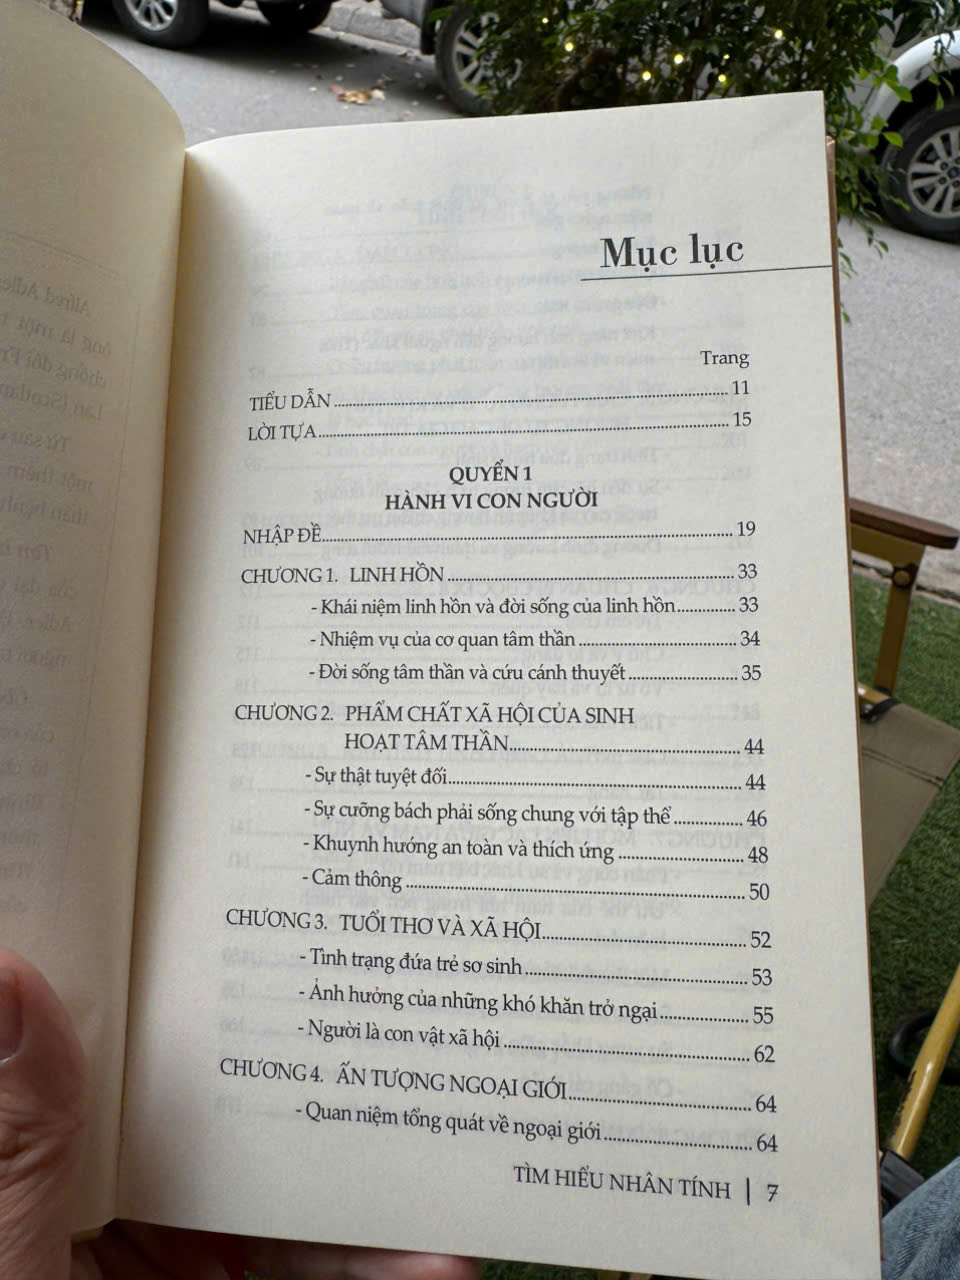 Mục lục
Trang
TIỂU DẪN ........ 11
LỜI TỰA ........ 15
QUYỂN 1
HÀNH VI CON NGƯỜI
NHẬP ĐỀ ........ 19
CHƯƠNG 1. LINH HỒN ........ 33
- Khái niệm linh hồn và đời sống của linh hồn ........ 33
- Nhiệm vụ của cơ quan tâm thần ........ 34
- Đời sống tâm thần và cứu cánh thuyết ........ 35
CHƯƠNG 2. PHẨM CHẤT XÃ HỘI CỦA SINH
HOẠT TÂM THẦN ........ 44
- Sự thật tuyệt đối ........ 44
- Sự cưỡng bách phải sống chung với tập thể ........ 46
- Khuynh hướng an toàn và thích ứng ........ 48
- Cảm thông ........ 50
CHƯƠNG 3. TUỔI THƠ VÀ XÃ HỘI ........ 52
- Tình trạng đứa trẻ sơ sinh ........ 53
- Ảnh hưởng của những khó khăn trở ngại ........ 55
- Người là con vật xã hội ........ 62
CHƯƠNG 4. ẤN TƯỢNG NGOẠI GIỚI ........ 64
- Quan niệm tổng quát về ngoại giới ........ 64
TÌM HIỂU NHÂN TÍNH | 7